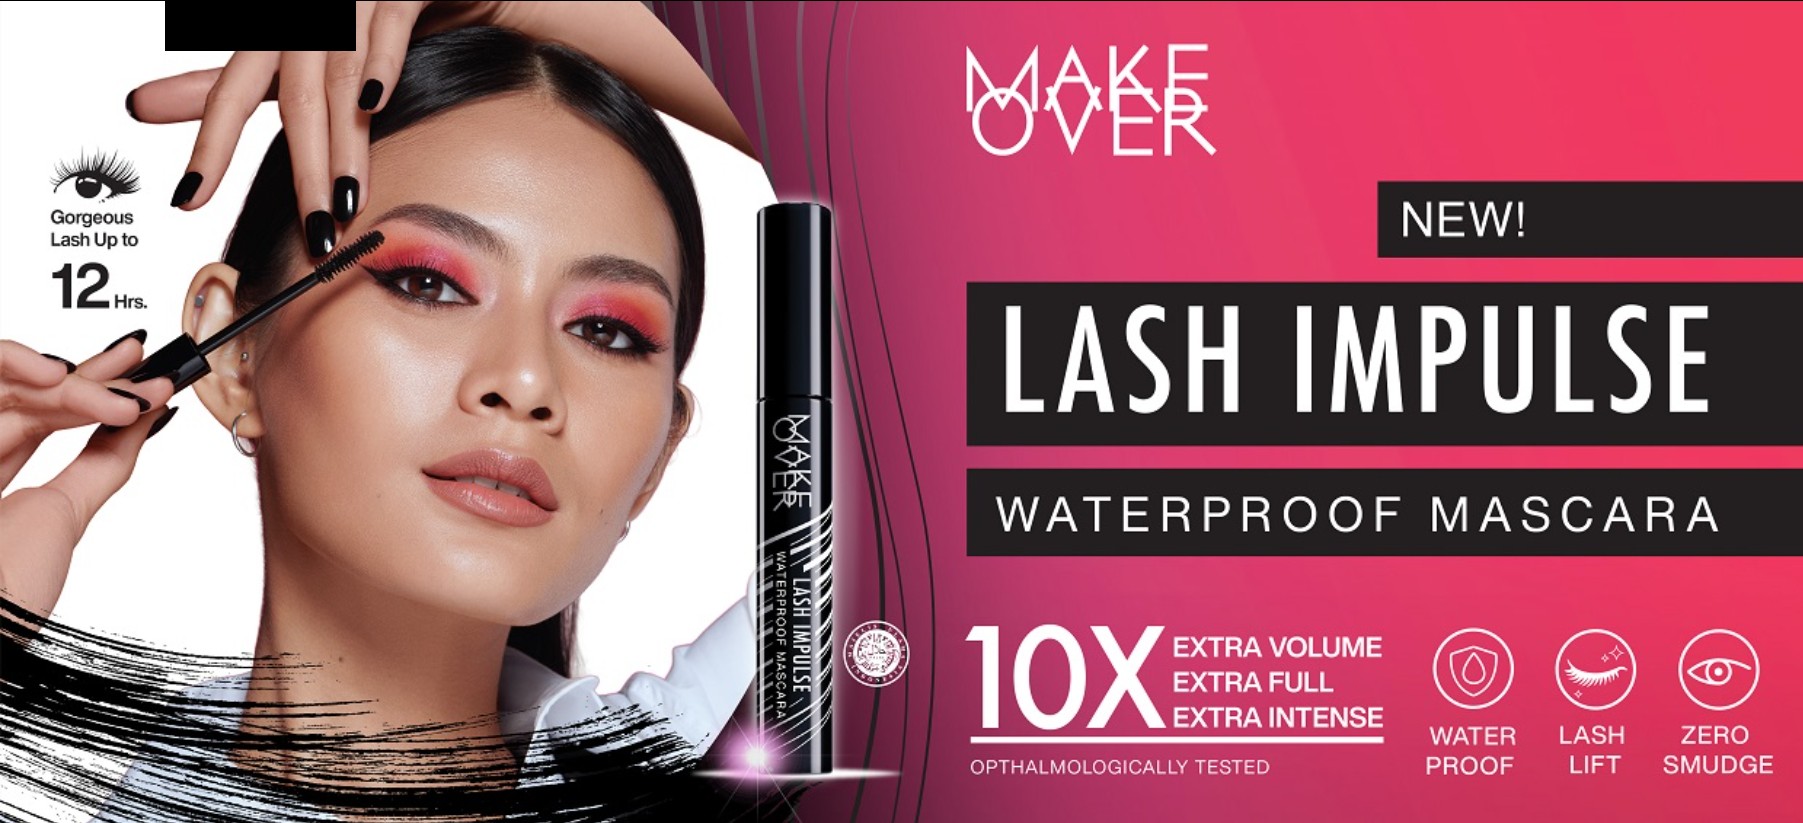 Gorgeous
Lash Up to
12 Hrs.
MAKE
OVER
LASH IMPULSE
WATERPROOF MASCARA
MAKE
OVER
NEW!
LASH IMPULSE
WATERPROOF MASCARA
10X
EXTRA VOLUME
EXTRA FULL
EXTRA INTENSE
OPTHALMOLOGICALLY TESTED
WATER
PROOF
LASH
LIFT
ZERO
SMUDGE